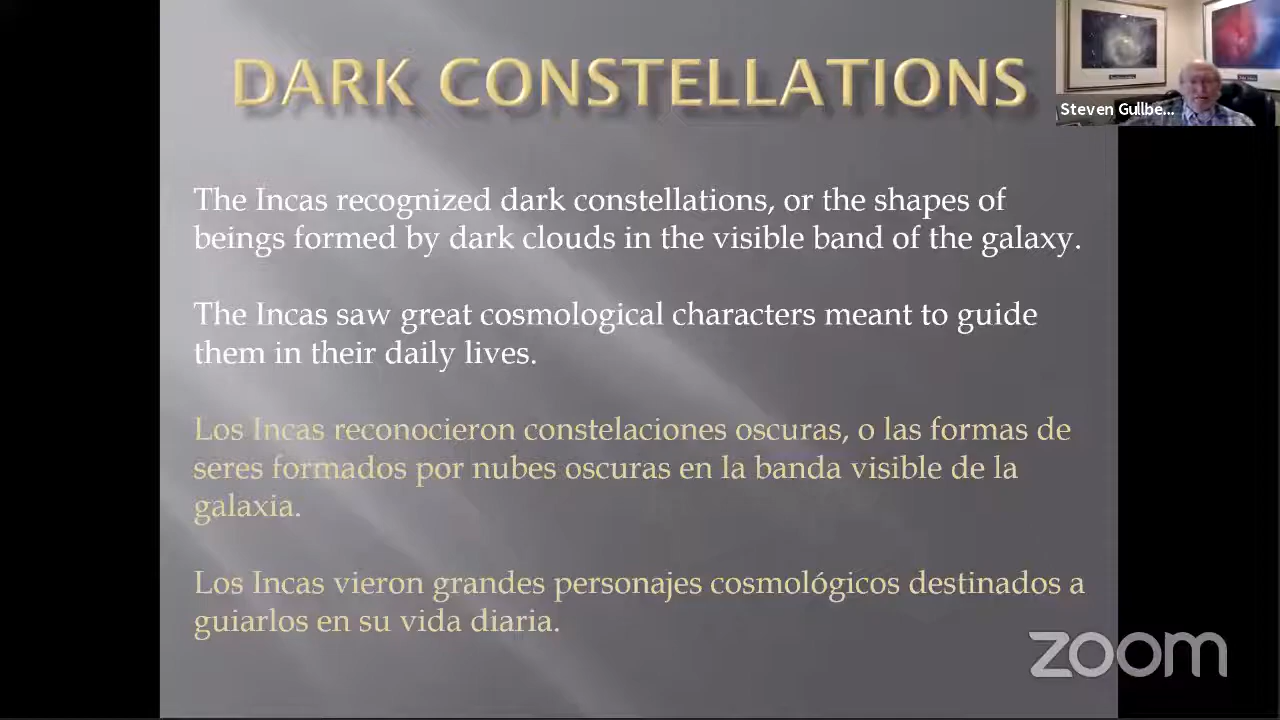 DARK CONSTELLATIONS
Steven Gullbe...
The Incas recognized dark constellations, or the shapes of
beings formed by dark clouds in the visible band of the galaxy.
The Incas saw great cosmological characters meant to guide
them in their daily lives.
Los Incas reconocieron constelaciones oscuras, o las formas de
seres formados por nubes oscuras en la banda visible de la
galaxia.
Los Incas vieron grandes personajes cosmológicos destinados a
guiarlos en su vida diaria.
zoom